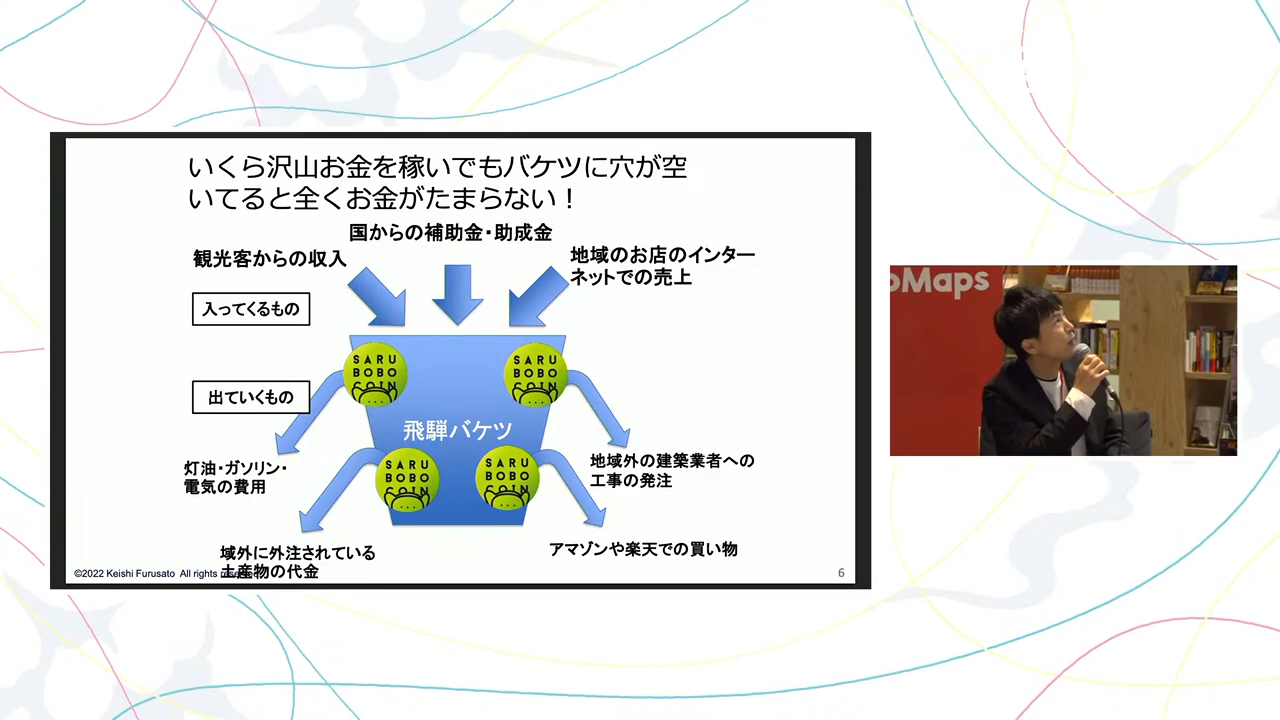 いくら沢山お金を稼いでもバケツに穴が空
いてると全くお金がたまらない！
国からの補助金・助成金
観光客からの収入
地域のお店のインター
ネットでの売上
入ってくるもの
SARU
BOBO
COIN
SARU
BOBO
COIN
出ていくもの
飛騨バケツ
灯油・ガソリン・
電気の費用
SARU
BOBO
COIN
SARU
BOBO
COIN
地域外の建築業者への
工事の発注
域外に外注されている
土産物の代金
アマゾンや楽天での買い物
©2022 Keishi Furusato All rights
6
oMaps